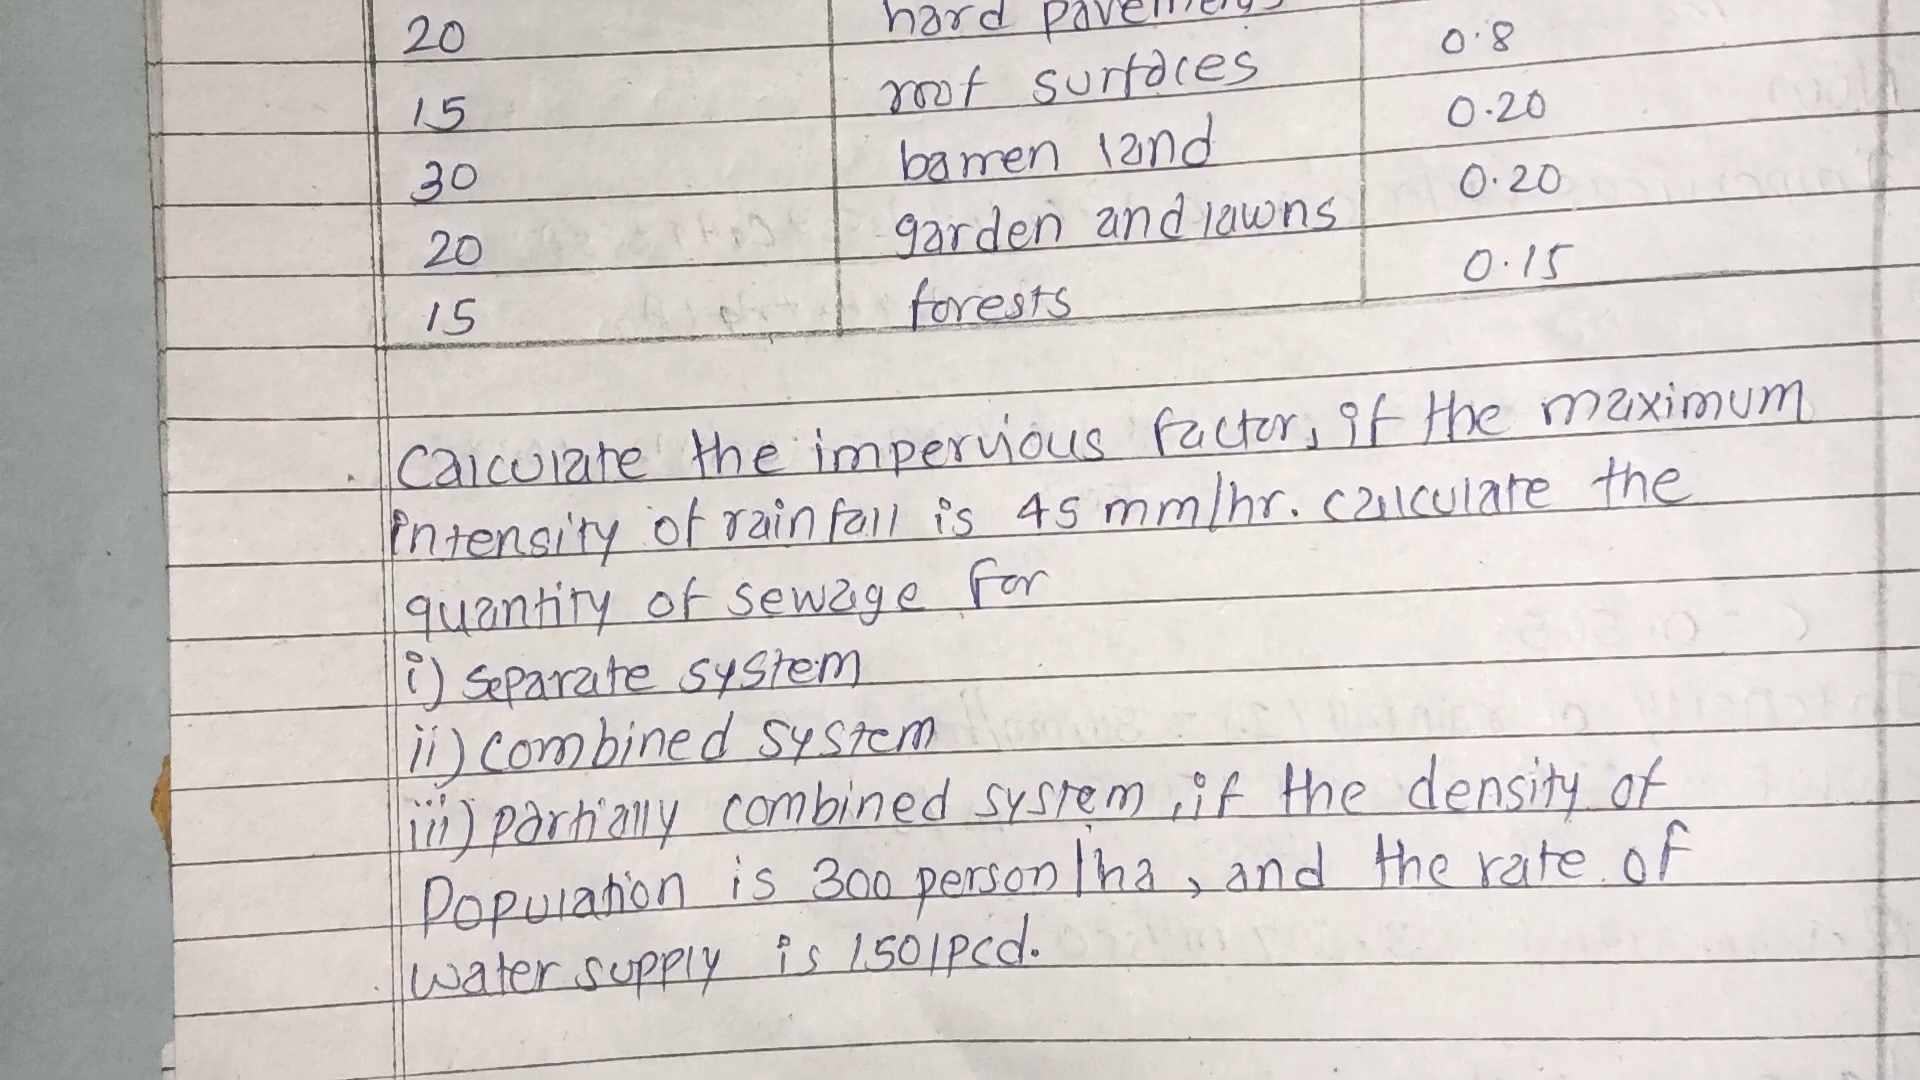 20 hard pavements
15 roof surfaces 0.8
30 barren land 0.20
20 garden and lawns 0.20
15 forests 0.15
Calculate the impervious factor, if the maximum
intensity of rainfall is 45 mm/hr. calculate the
quantity of sewage for
i) separate system
ii) combined system
iii) partially combined system, if the density of
Population is 300 person/ha, and the rate of
water supply is 150lpcd.